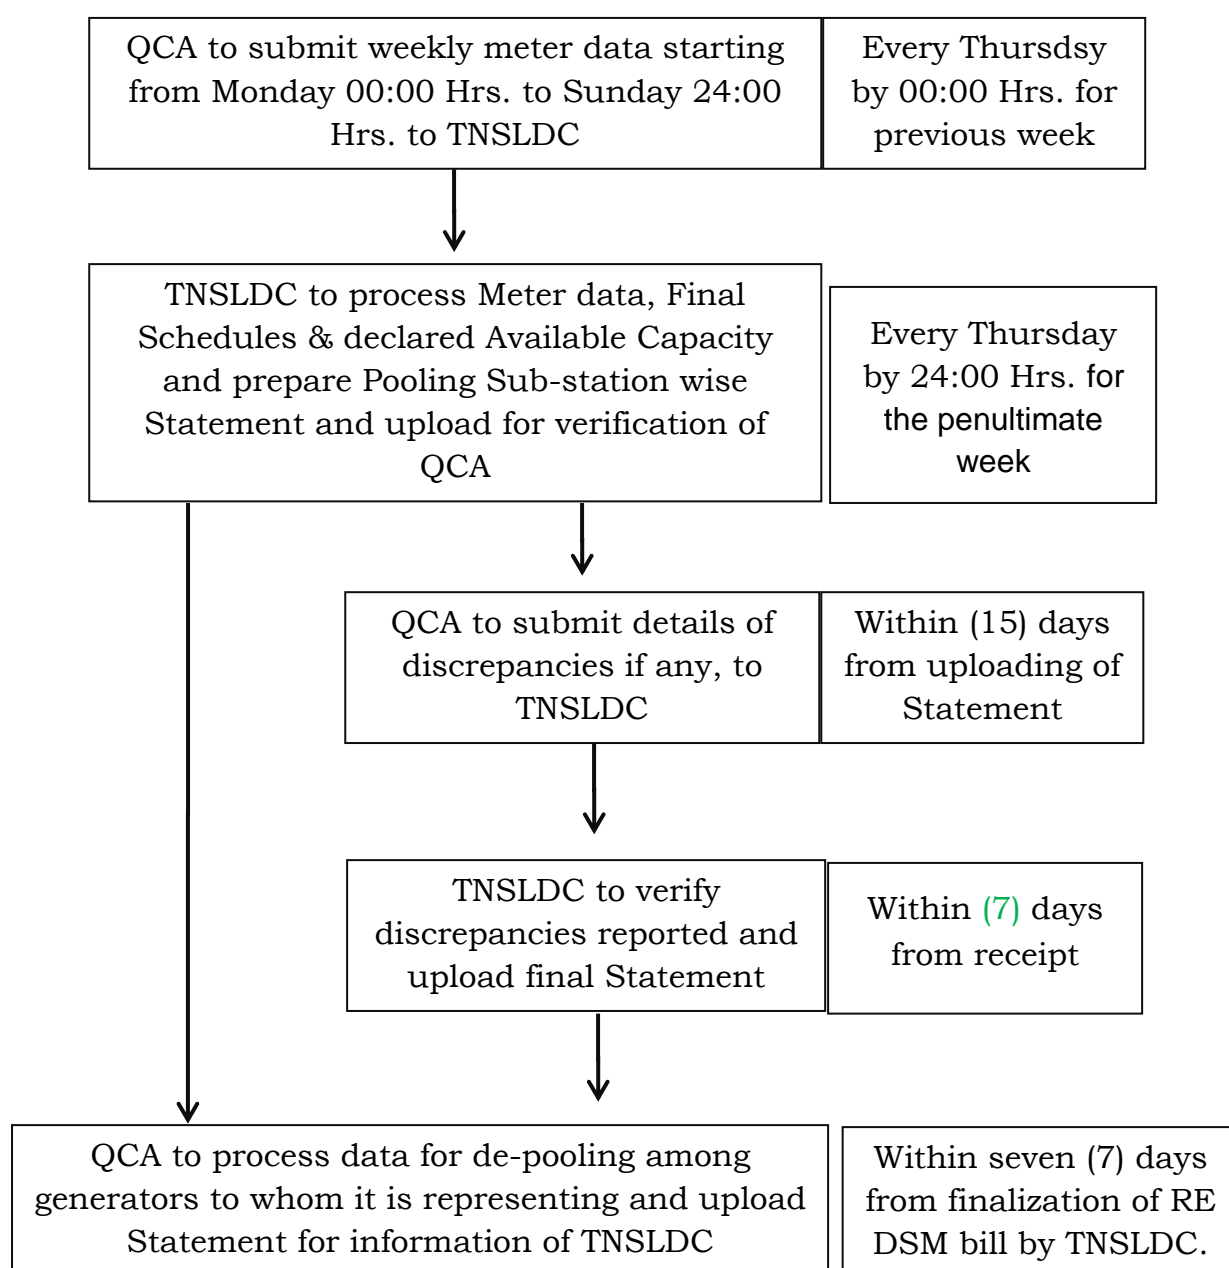 QCA to submit weekly meter data starting
from Monday 00:00 Hrs. to Sunday 24:00
Hrs. to TNSLDC
Every Thursdsy
by 00:00 Hrs. for
previous week
TNSLDC to process Meter data, Final
Schedules & declared Available Capacity
and prepare Pooling Sub-station wise
Statement and upload for verification of
QCA
Every Thursday
by 24:00 Hrs. for
the penultimate
week
QCA to submit details of
discrepancies if any, to
TNSLDC
Within (15) days
from uploading of
Statement
TNSLDC to verify
discrepancies reported and
upload final Statement
Within (7) days
from receipt
QCA to process data for de-pooling among
generators to whom it is representing and upload
Statement for information of TNSLDC
Within seven (7) days
from finalization of RE
DSM bill by TNSLDC.